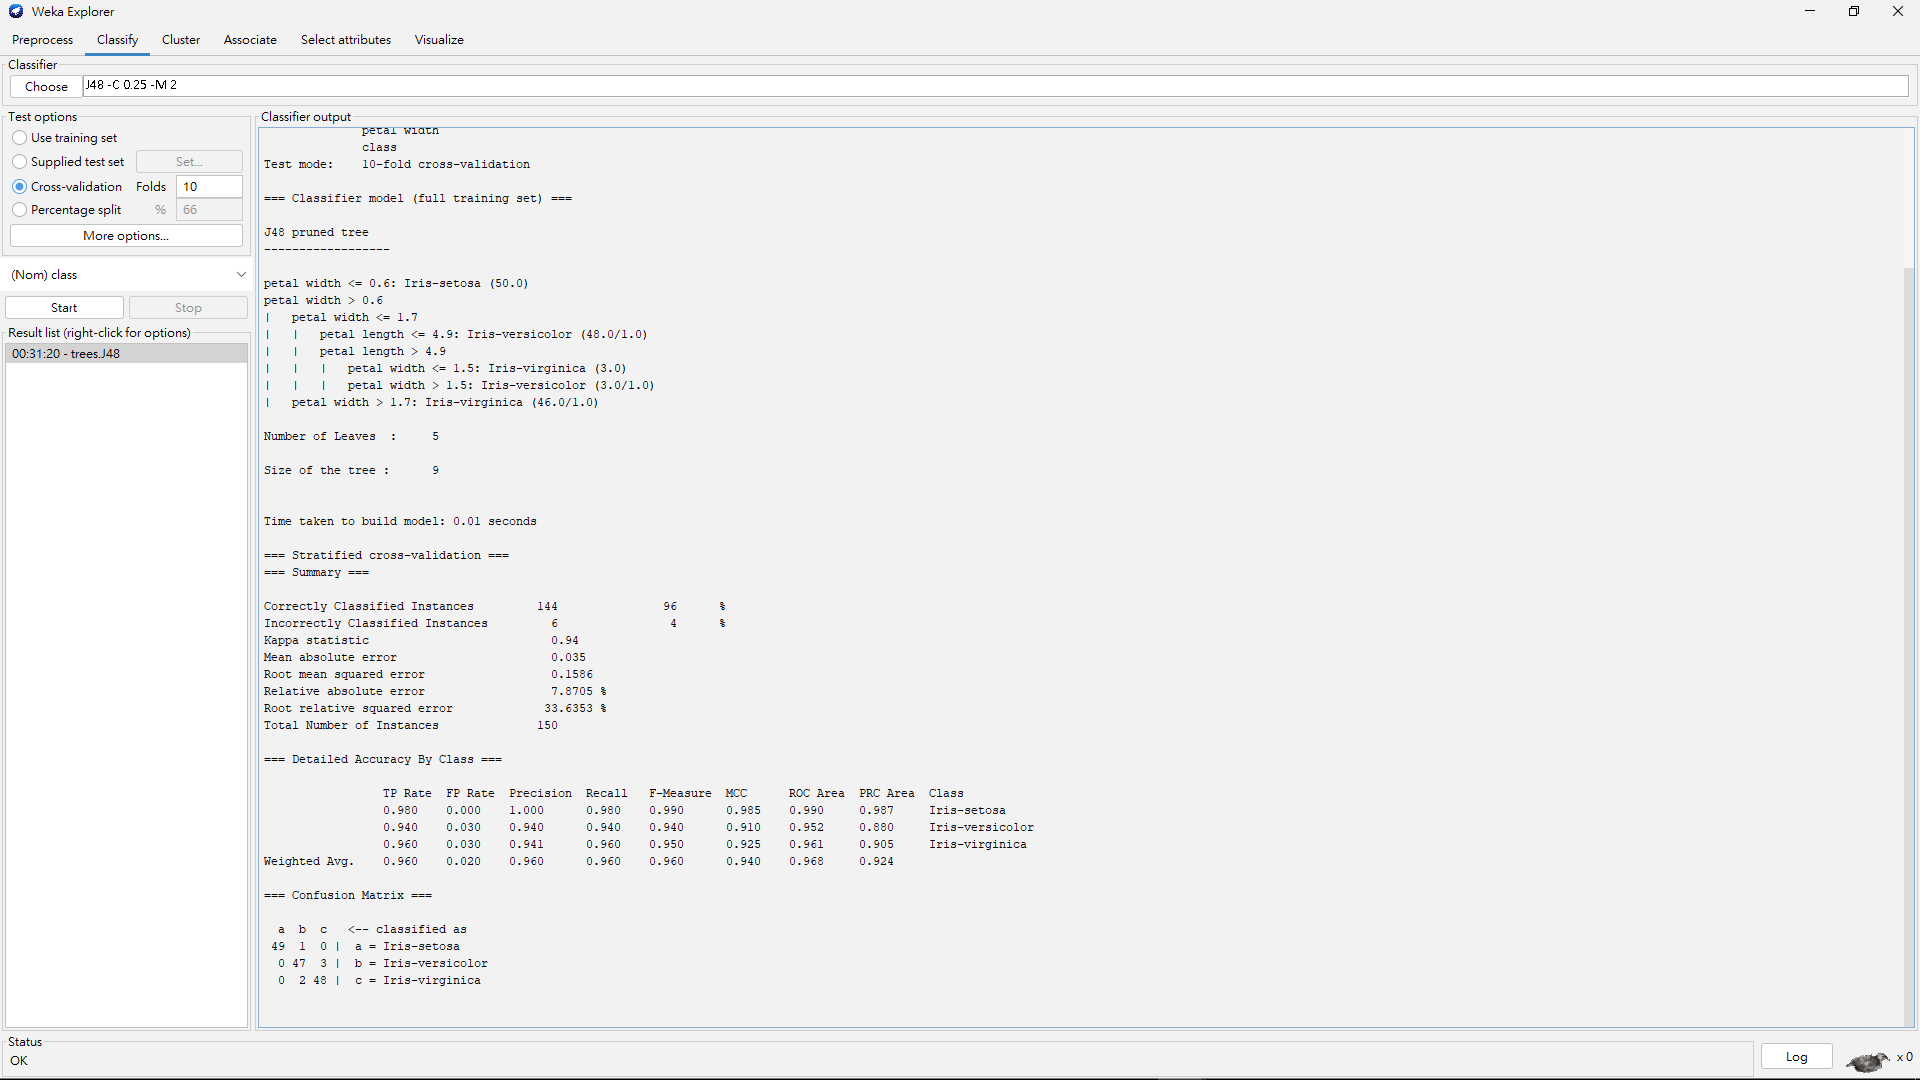 Weka Explorer
Preprocess Classify Cluster Associate Select attributes Visualize
Classifier
Choose J48 -C 0.25 -M 2
Test options
Use training set
Supplied test set Set...
Cross-validation Folds 10
Percentage split % 66
More options...
(Nom) class
Start Stop
Result list (right-click for options)
00:31:20 - trees.J48
Classifier output
petal width
class
Test mode:    10-fold cross-validation
=== Classifier model (full training set) ===
J48 pruned tree
------------------
petal width <= 0.6: Iris-setosa (50.0)
petal width > 0.6
|   petal width <= 1.7
|   |   petal length <= 4.9: Iris-versicolor (48.0/1.0)
|   |   petal length > 4.9
|   |   |   petal width <= 1.5: Iris-virginica (3.0)
|   |   |   petal width > 1.5: Iris-versicolor (3.0/1.0)
|   petal width > 1.7: Iris-virginica (46.0/1.0)
Number of Leaves  :     5
Size of the tree :      9
Time taken to build model: 0.01 seconds
=== Stratified cross-validation ===
=== Summary ===
Correctly Classified Instances         144               96      %
Incorrectly Classified Instances         6                4      %
Kappa statistic                          0.94
Mean absolute error                      0.035
Root mean squared error                  0.1586
Relative absolute error                  7.8705 %
Root relative squared error             33.6353 %
Total Number of Instances              150
=== Detailed Accuracy By Class ===
TP Rate  FP Rate  Precision  Recall   F-Measure  MCC      ROC Area  PRC Area  Class
0.980    0.000    1.000      0.980    0.990      0.985    0.990     0.987     Iris-setosa
0.940    0.030    0.940      0.940    0.940      0.910    0.952     0.880     Iris-versicolor
0.960    0.030    0.941      0.960    0.950      0.925    0.961     0.905     Iris-virginica
Weighted Avg.    0.960    0.020    0.960      0.960    0.960      0.940    0.968     0.924
=== Confusion Matrix ===
a  b  c   <-- classified as
49  1  0 |  a = Iris-setosa
0 47  3 |  b = Iris-versicolor
0  2 48 |  c = Iris-virginica
Status
OK
Log
x 0